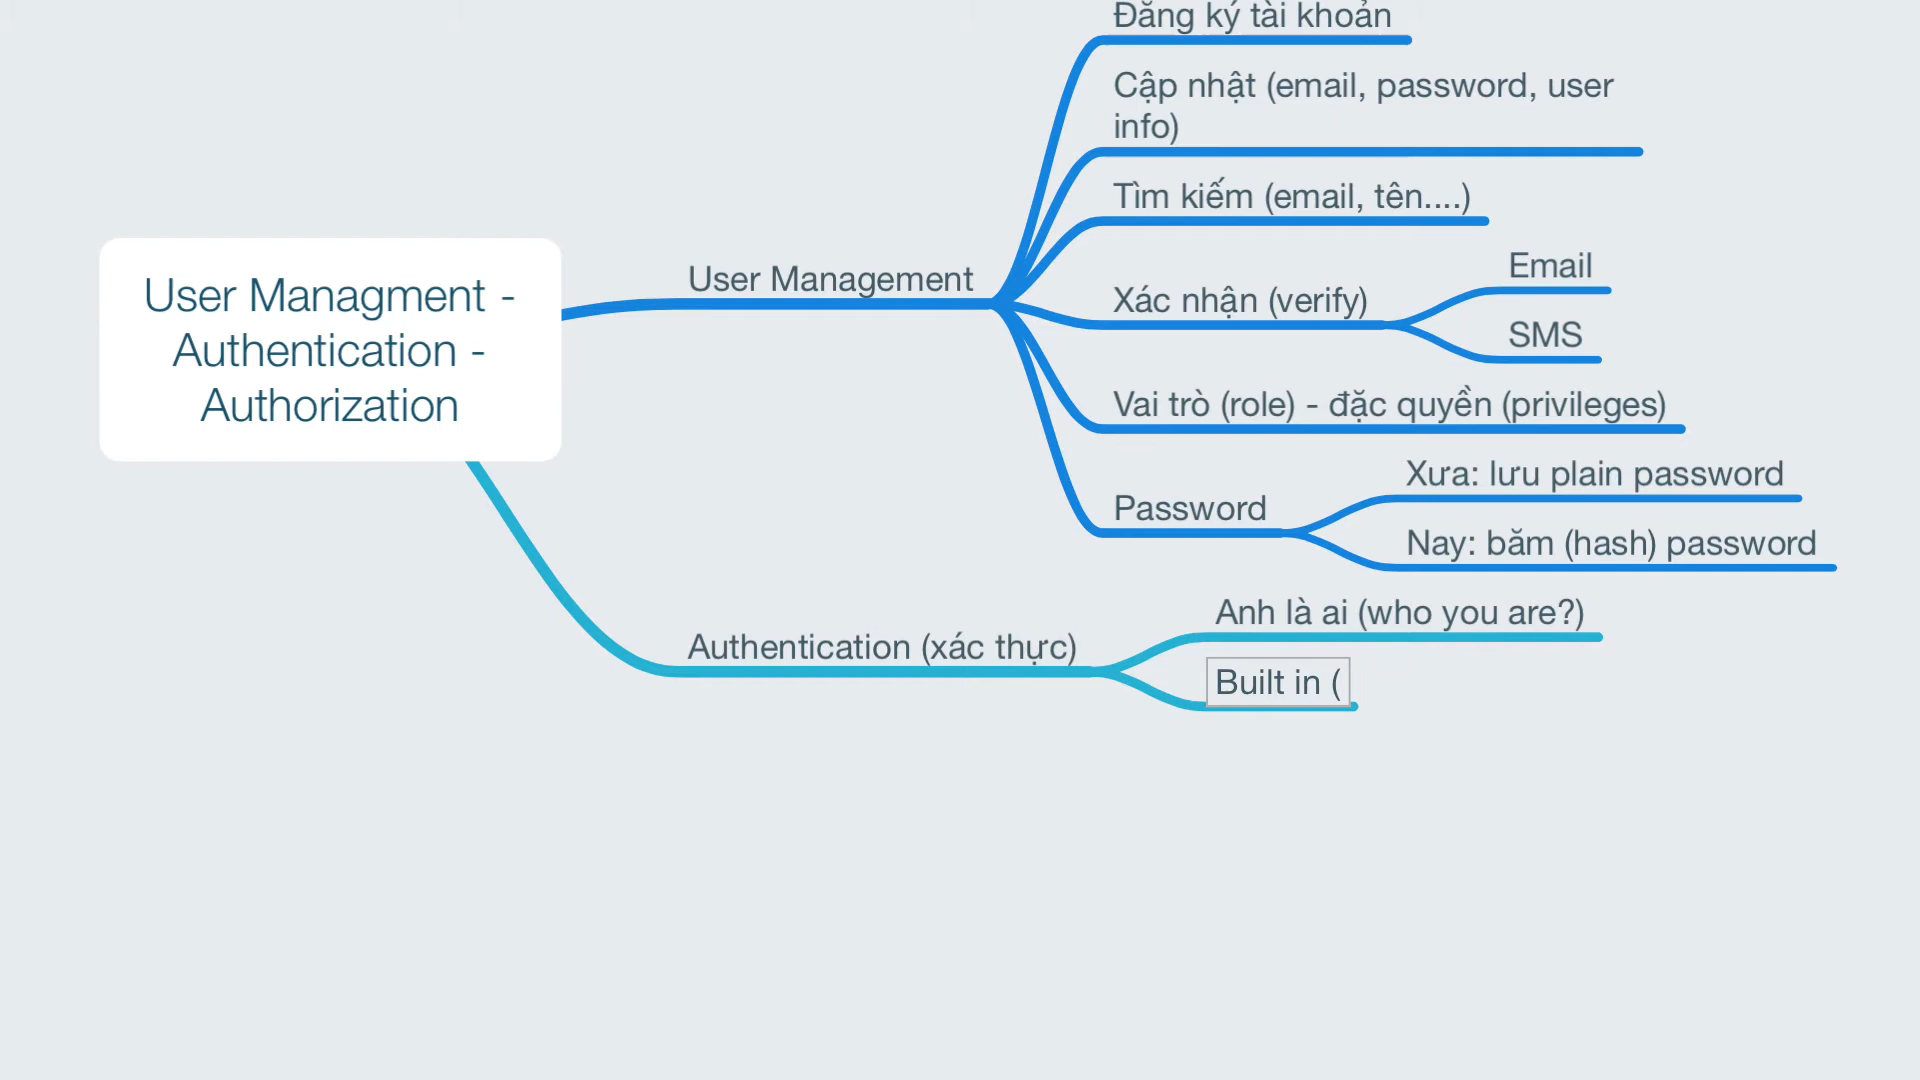 User Managment -
Authentication -
Authorization
User Management
Đăng ký tài khoản
Cập nhật (email, password, user
info)
Tìm kiếm (email, tên....)
Xác nhận (verify)
Email
SMS
Vai trò (role) - đặc quyền (privileges)
Password
Xưa: lưu plain password
Nay: băm (hash) password
Authentication (xác thực)
Anh là ai (who you are?)
Built in (